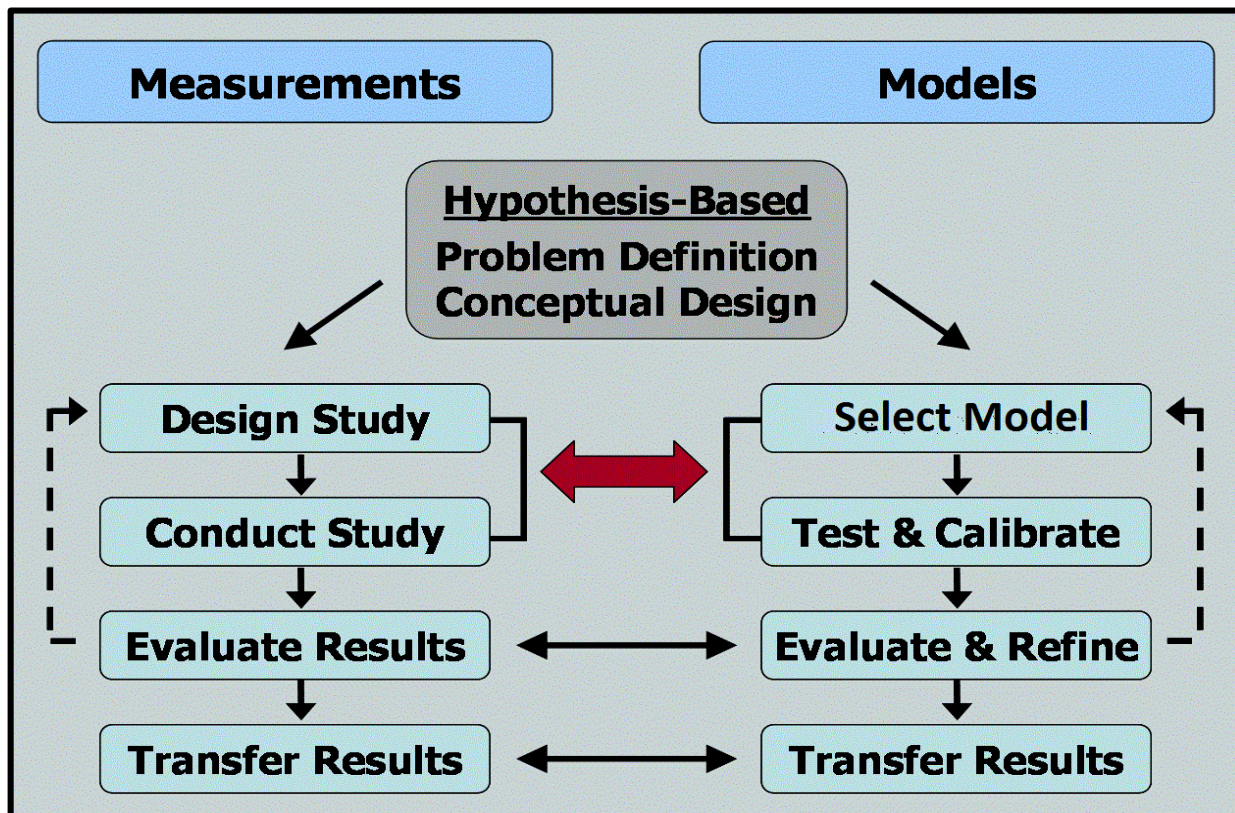 Measurements
Models
Hypothesis-Based
Problem Definition
Conceptual Design
Design Study
Select Model
Conduct Study
Test & Calibrate
Evaluate Results
Evaluate & Refine
Transfer Results
Transfer Results